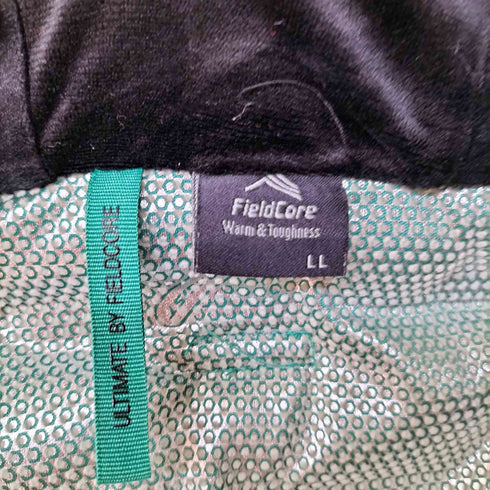 FieldCore
Warm & Toughness
LL
ULTIMATE BY FIELDCORE